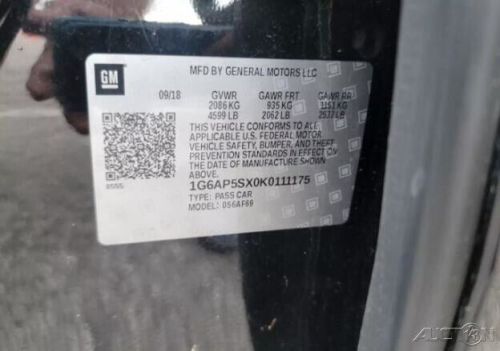 GM
MFD BY GENERAL MOTORS LLC
09/18 GVWR GAWR FRT GAWR RR
2086 KG 935 KG 1151 KG
4599 LB 2062 LB 2537 LB
THIS VEHICLE CONFORMS TO ALL
APPLICABLE U.S. FEDERAL MOTOR
VEHICLE SAFETY, BUMPER, AND THEFT
PREVENTION STANDARDS IN EFFECT ON
THE DATE OF MANUFACTURE SHOWN ABOVE.
1G6AP5SX0K0111175
TYPE: PASS CAR
MODEL:
AUTION